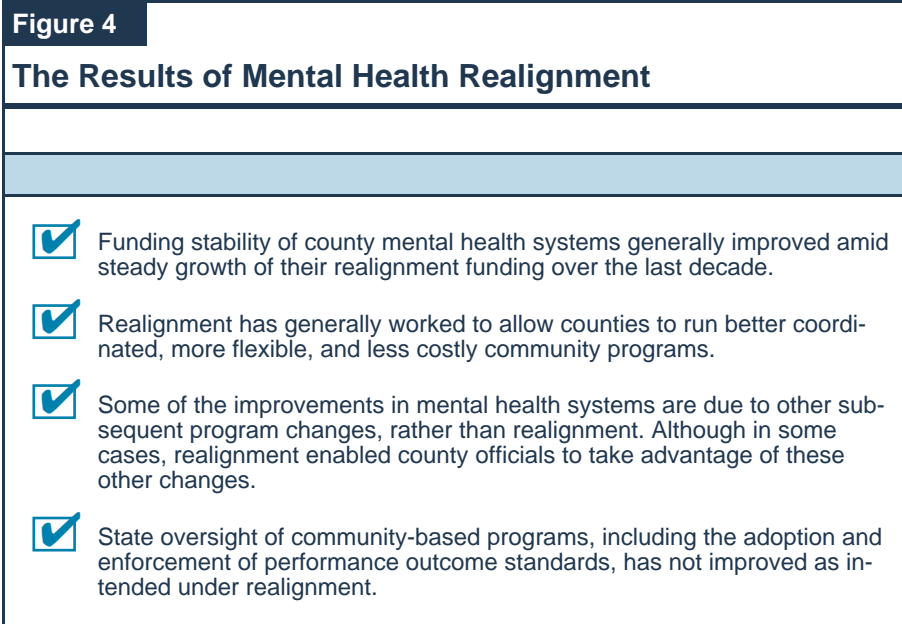 Figure 4
The Results of Mental Health Realignment
Funding stability of county mental health systems generally improved amid
steady growth of their realignment funding over the last decade.
Realignment has generally worked to allow counties to run better coordi-
nated, more flexible, and less costly community programs.
Some of the improvements in mental health systems are due to other sub-
sequent program changes, rather than realignment. Although in some
cases, realignment enabled county officials to take advantage of these
other changes.
State oversight of community-based programs, including the adoption and
enforcement of performance outcome standards, has not improved as in-
tended under realignment.